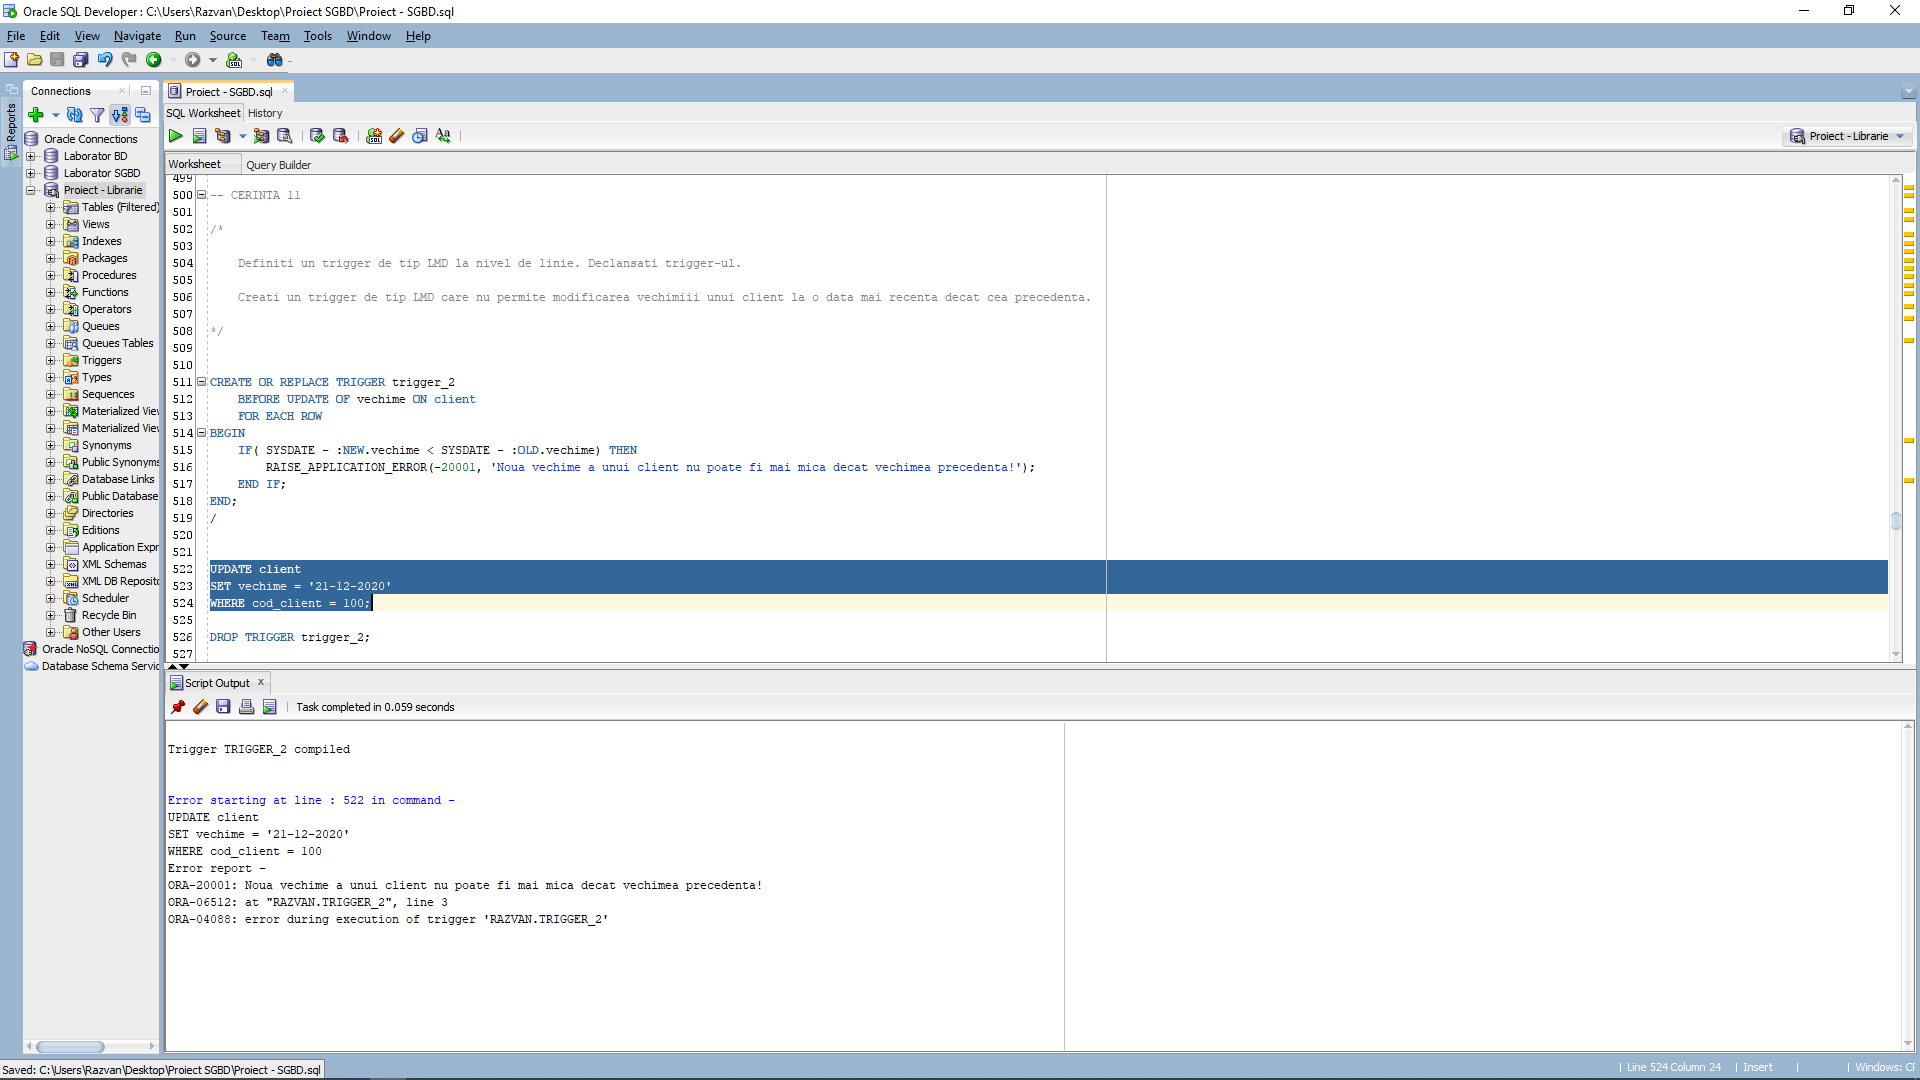 Oracle SQL Developer : C:\Users\Razvan\Desktop\Proiect SGBD\Proiect - SGBD.sql
File Edit View Navigate Run Source Team Tools Window Help
Connections
Reports
Oracle Connections
Laborator BD
Laborator SGBD
Proiect - Librarie
Tables (Filtered)
Views
Indexes
Packages
Procedures
Functions
Operators
Queues
Queues Tables
Triggers
Types
Sequences
Materialized Viev
Materialized Viev
Synonyms
Public Synonyms
Database Links
Public Database
Directories
Editions
Application Expr
XML Schemas
XML DB Reposito
Scheduler
Recycle Bin
Other Users
Oracle NoSQL Connectio
Database Schema Servic
Proiect - SGBD.sql
SQL Worksheet History
Proiect - Librarie
Worksheet Query Builder
499
500 -- CERINTA 11
501
502 /*
503
504 Definiti un trigger de tip LMD la nivel de linie. Declansati trigger-ul.
505
506 Creati un trigger de tip LMD care nu permite modificarea vechimiii unui client la o data mai recenta decat cea precedenta.
507
508 */
509
510
511 CREATE OR REPLACE TRIGGER trigger_2
512 BEFORE UPDATE OF vechime ON client
513 FOR EACH ROW
514 BEGIN
515 IF( SYSDATE - :NEW.vechime < SYSDATE - :OLD.vechime) THEN
516 RAISE_APPLICATION_ERROR(-20001, 'Noua vechime a unui client nu poate fi mai mica decat vechimea precedenta!');
517 END IF;
518 END;
519 /
520
521
522 UPDATE client
523 SET vechime = '21-12-2020'
524 WHERE cod_client = 100;
525
526 DROP TRIGGER trigger_2;
527
Script Output
Task completed in 0.059 seconds
Trigger TRIGGER_2 compiled
Error starting at line : 522 in command -
UPDATE client
SET vechime = '21-12-2020'
WHERE cod_client = 100
Error report -
ORA-20001: Noua vechime a unui client nu poate fi mai mica decat vechimea precedenta!
ORA-06512: at "RAZVAN.TRIGGER_2", line 3
ORA-04088: error during execution of trigger 'RAZVAN.TRIGGER_2'
Saved: C:\Users\Razvan\Desktop\Proiect SGBD\Proiect - SGBD.sql
Line 524 Column 24 Insert Windows: CF